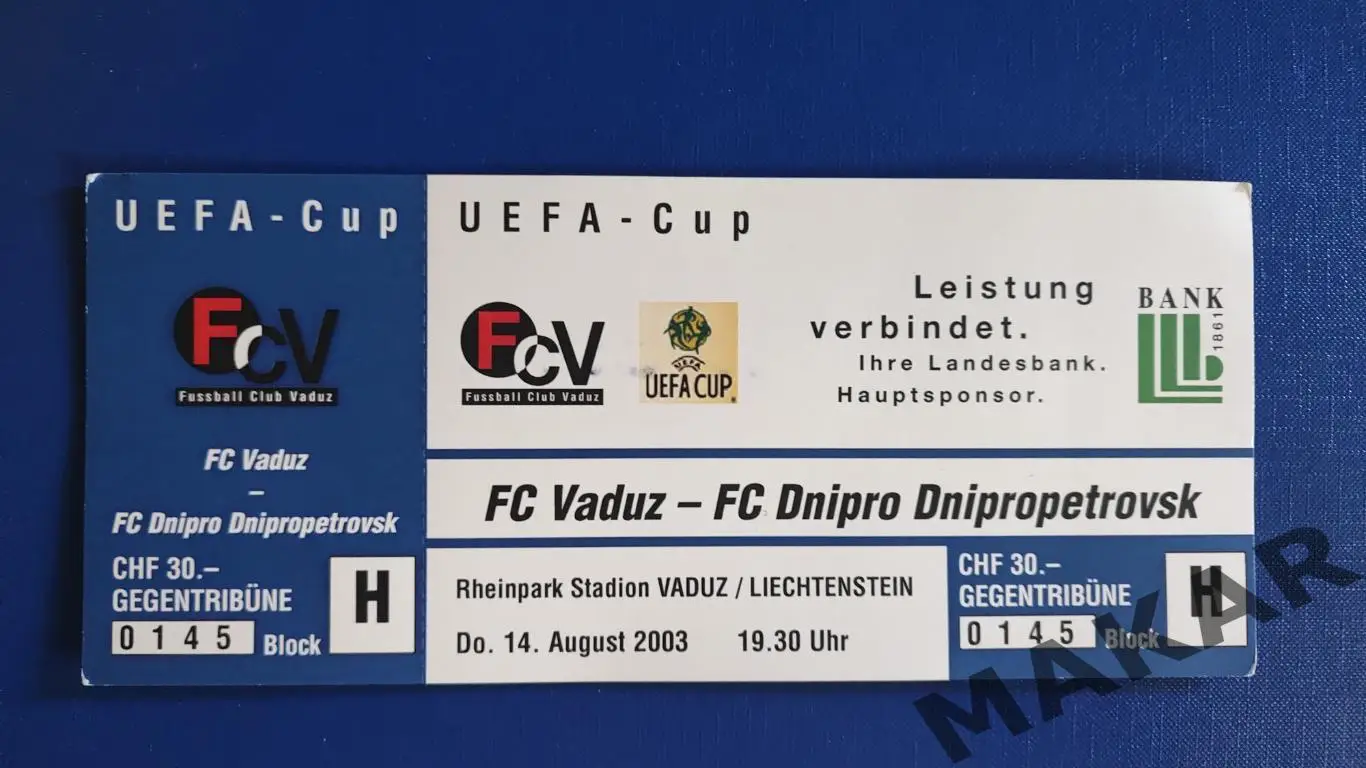 UEFA-Cup
FCV
Fussball Club Vaduz
FC Vaduz
–
FC Dnipro Dnipropetrovsk
CHF 30.–
GEGENTRIBÜNE
0145 Block
H
UEFA-Cup
FCV
Fussball Club Vaduz
UEFA
UEFA CUP
Leistung
verbindet.
Ihre Landesbank.
Hauptsponsor.
BANK
LLB
1861
FC Vaduz – FC Dnipro Dnipropetrovsk
Rheinpark Stadion VADUZ / LIECHTENSTEIN
Do. 14. August 2003 19.30 Uhr
CHF 30.–
GEGENTRIBÜNE
0145 Block
H
MAKAR